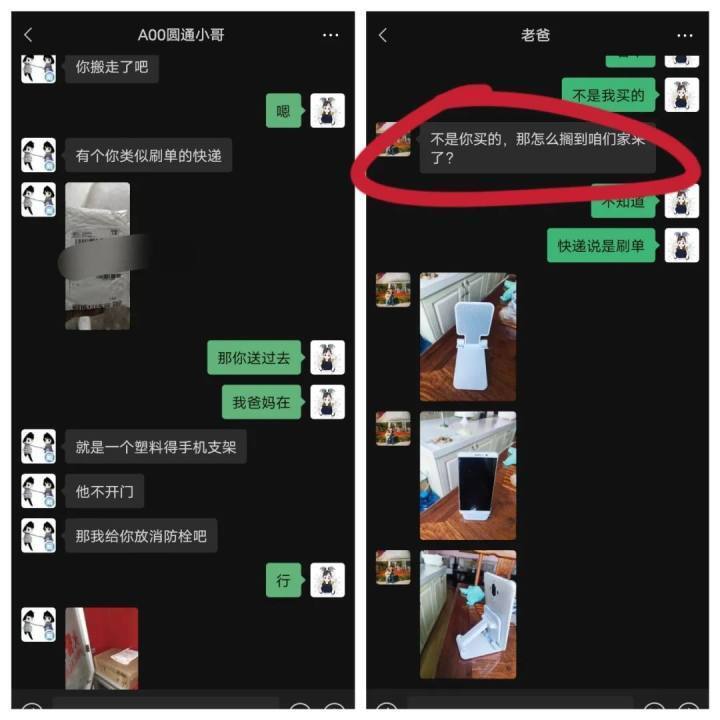 A00圆通小哥
你搬走了吧
嗯
有个你类似刷单的快递
那你送过去
我爸妈在
就是一个塑料得手机支架
他不开门
那我给你放消防栓吧
行
老爸
不是我买的
不是你买的，那怎么搁到咱们家来
了？
不知道
快递说是刷单